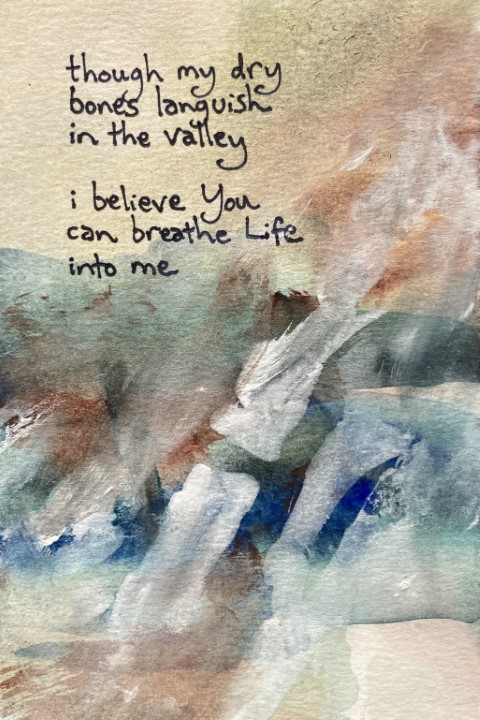 though my dry
bones languish
in the valley
i believe You
can breathe Life
into me